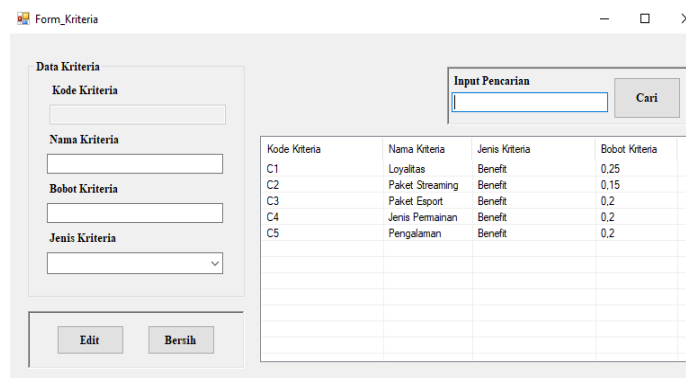 Form_Kriteria
Data Kriteria
Kode Kriteria
Nama Kriteria
Bobot Kriteria
Jenis Kriteria
Edit Bersih
Input Pencarian
Cari
Kode Kriteria Nama Kriteria Jenis Kriteria Bobot Kriteria
C1 Loyalitas Benefit 0,25
C2 Paket Streaming Benefit 0,15
C3 Paket Esport Benefit 0,2
C4 Jenis Permainan Benefit 0,2
C5 Pengalaman Benefit 0,2